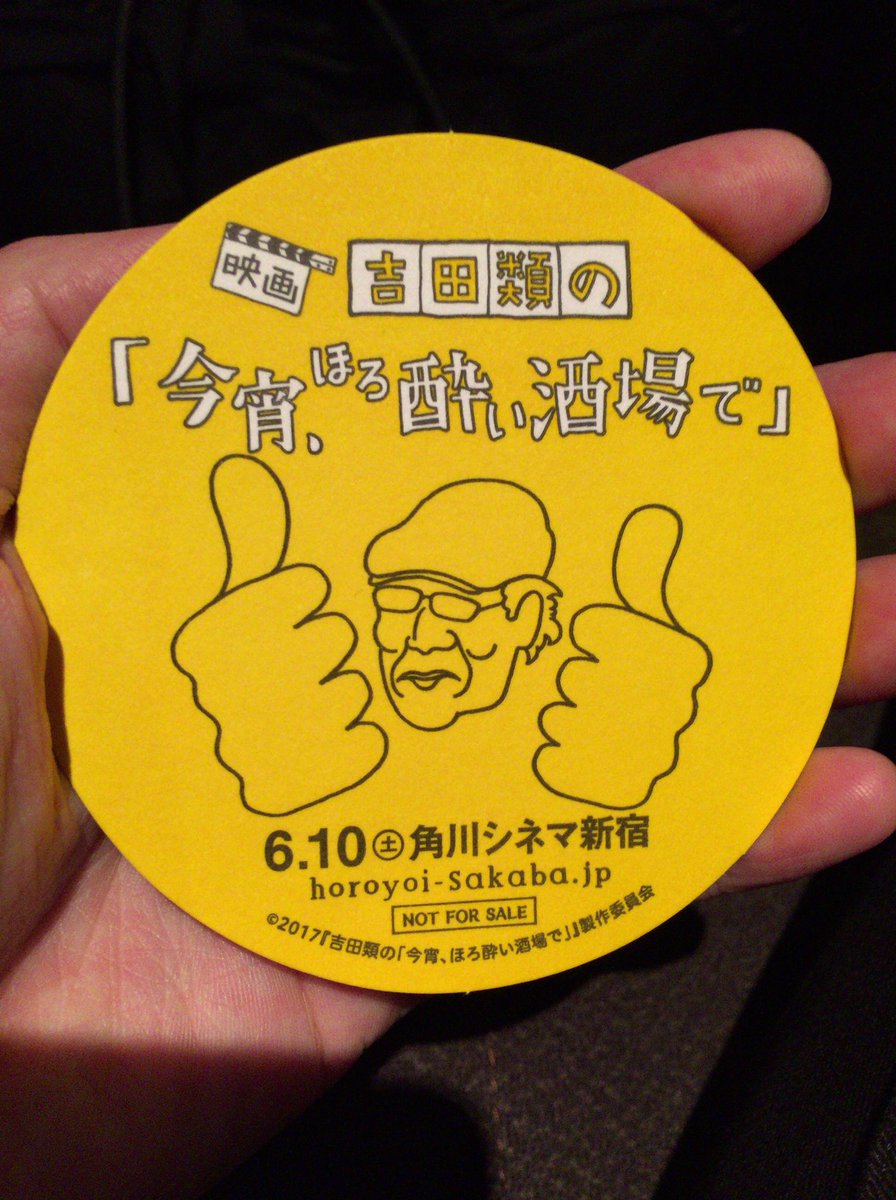 映画 吉田類の
「今宵、ほろ酔い酒場で」
6.10㊏角川シネマ新宿
horoyoi-sakaba.jp
NOT FOR SALE
©2017『吉田類の「今宵、ほろ酔い酒場で」』製作委員会